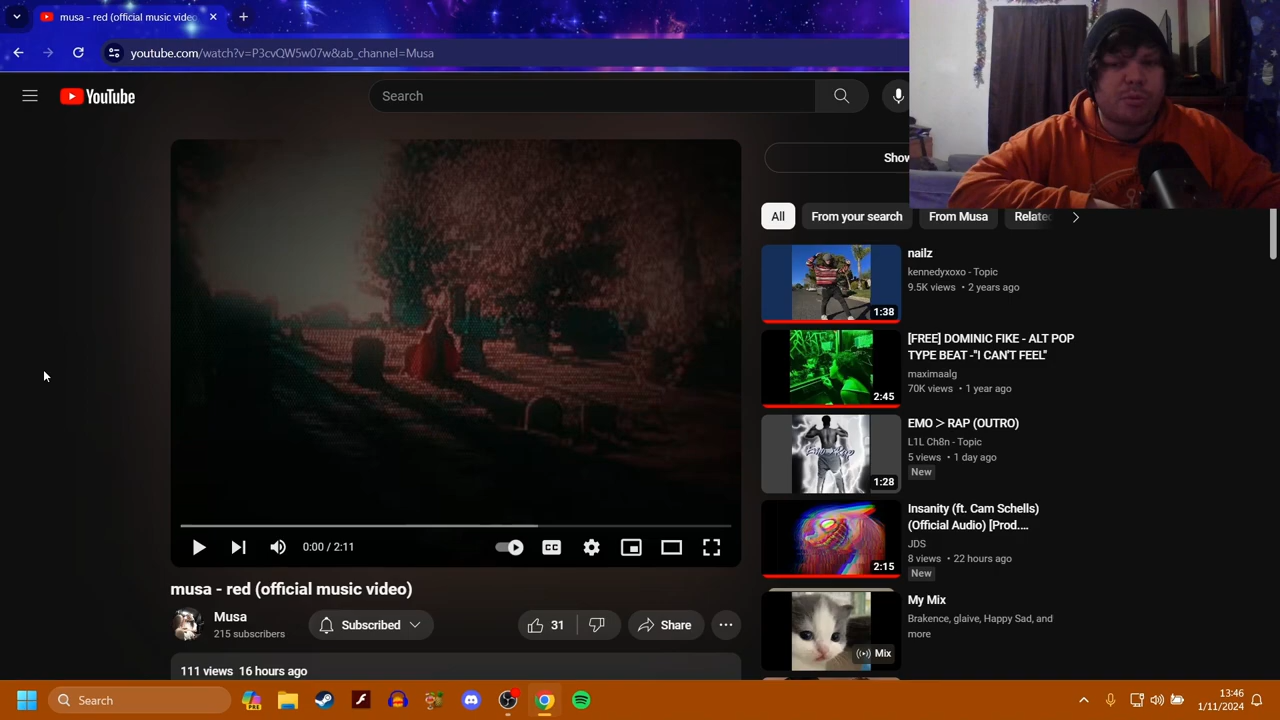 musa - red (official music video
youtube.com/watch?v=P3cvQW5w07w&ab_channel=Musa
YouTube
Search
Show
All
From your search
From Musa
Related
nailz
kennedyxoxo - Topic
9.5K views • 2 years ago
1:38
[FREE] DOMINIC FIKE - ALT POP
TYPE BEAT -"I CAN'T FEEL"
maximaalg
70K views • 1 year ago
2:45
EMO > RAP (OUTRO)
L1L Ch8n - Topic
5 views • 1 day ago
New
1:28
Insanity (ft. Cam Schells)
(Official Audio) [Prod....
JDS
8 views • 22 hours ago
New
2:15
My Mix
Brakence, glaive, Happy Sad, and
more
Mix
0:00 / 2:11
CC
musa - red (official music video)
Musa
215 subscribers
Subscribed
31
Share
111 views 16 hours ago
Search
PRE
13:46
1/11/2024